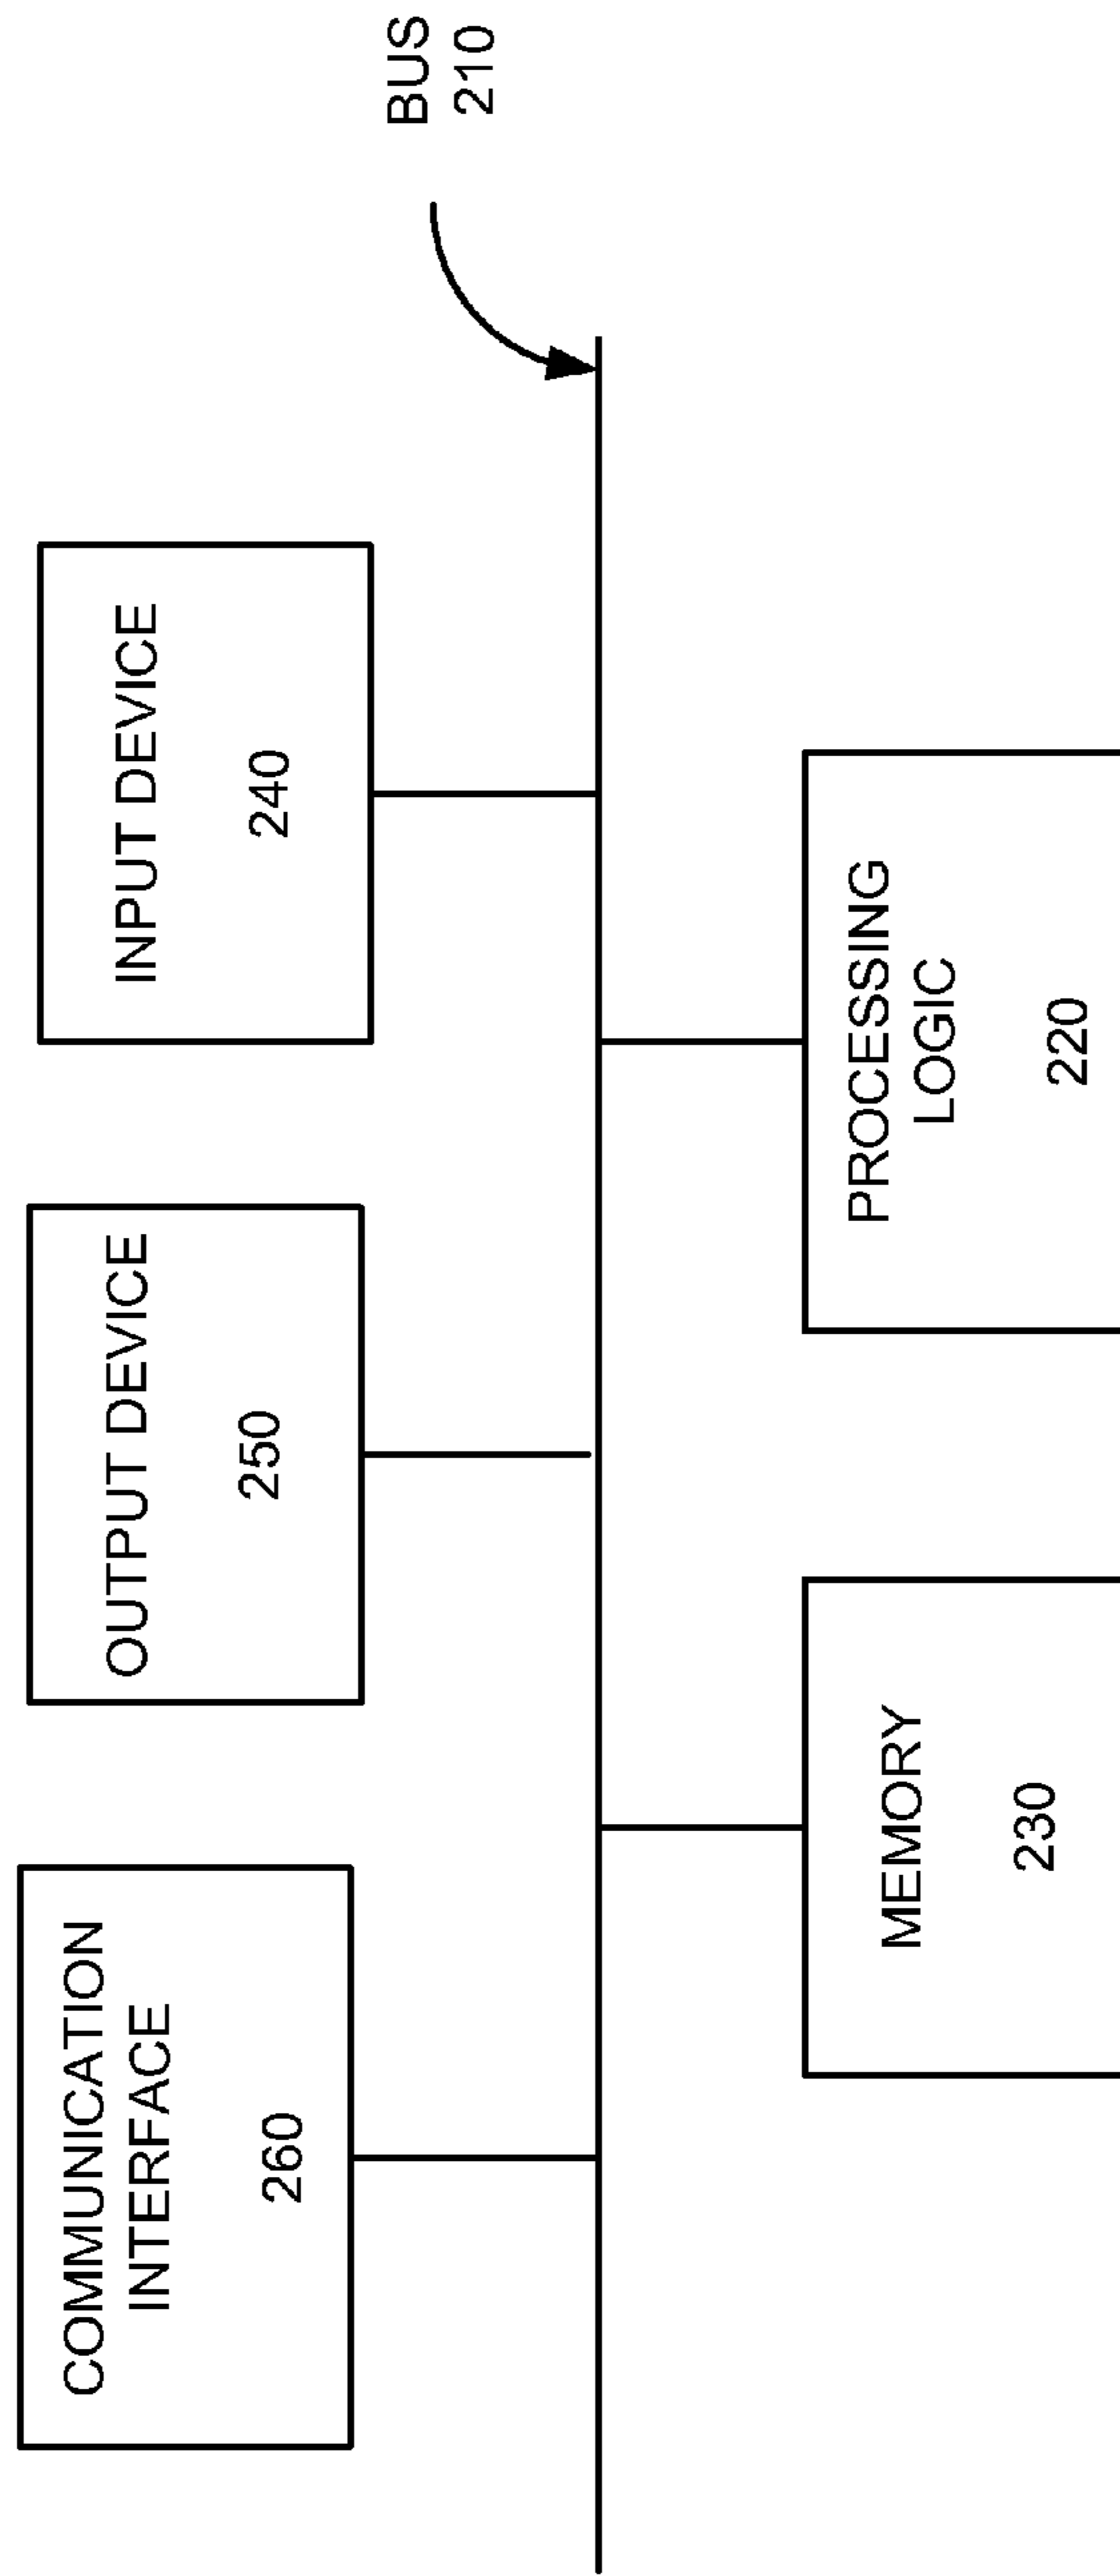 COMMUNICATION
INTERFACE
260
OUTPUT DEVICE
250
INPUT DEVICE
240
BUS
210
MEMORY
230
PROCESSING
LOGIC
220